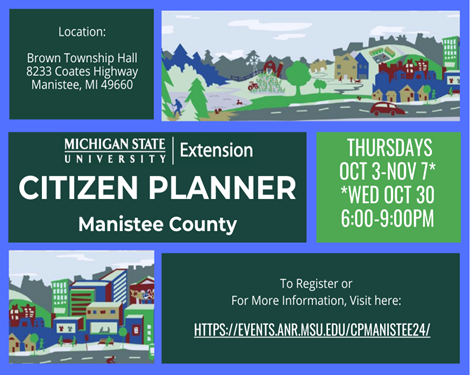 Location:
Brown Township Hall
8233 Coates Highway
Manistee, MI 49660
MICHIGAN STATE
UNIVERSITY
Extension
CITIZEN PLANNER
Manistee County
THURSDAYS
OCT 3-NOV 7*
*WED OCT 30
6:00-9:00PM
To Register or
For More Information, Visit here:
HTTPS://EVENTS.ANR.MSU.EDU/CPMANISTEE24/